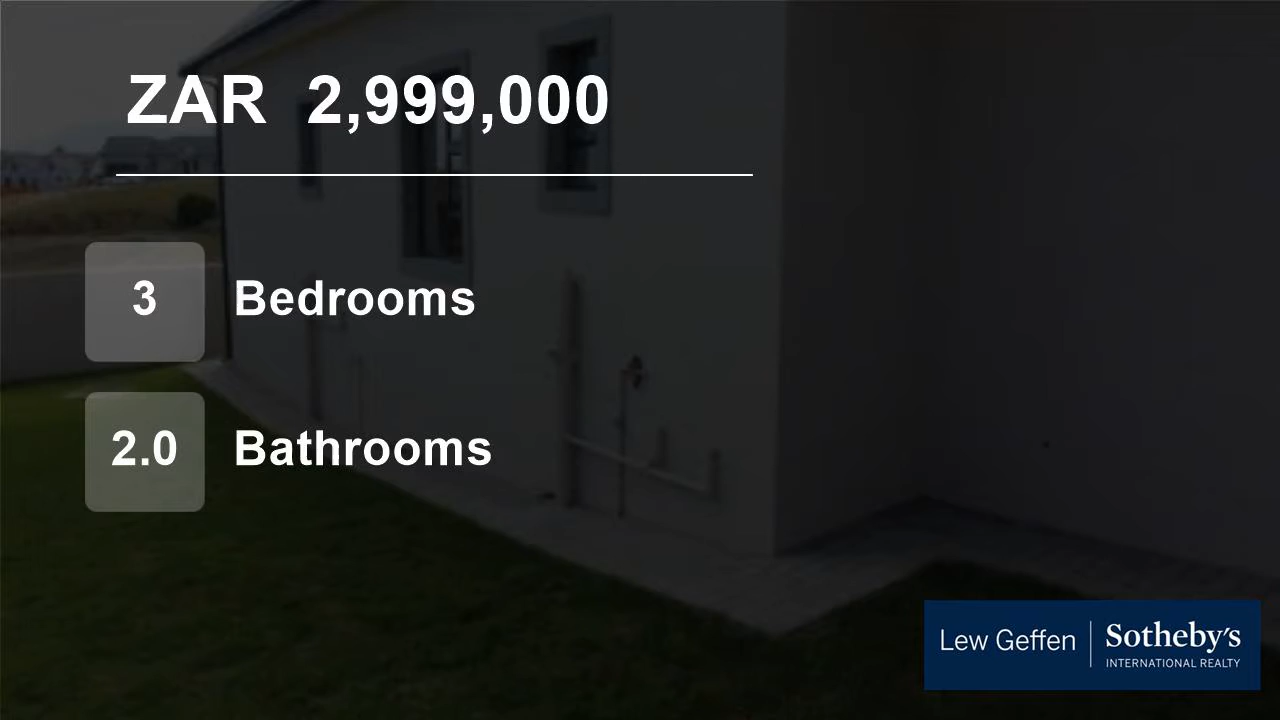 ZAR 2,999,000
3 Bedrooms
2.0 Bathrooms
Lew Geffen | Sotheby's
INTERNATIONAL REALTY